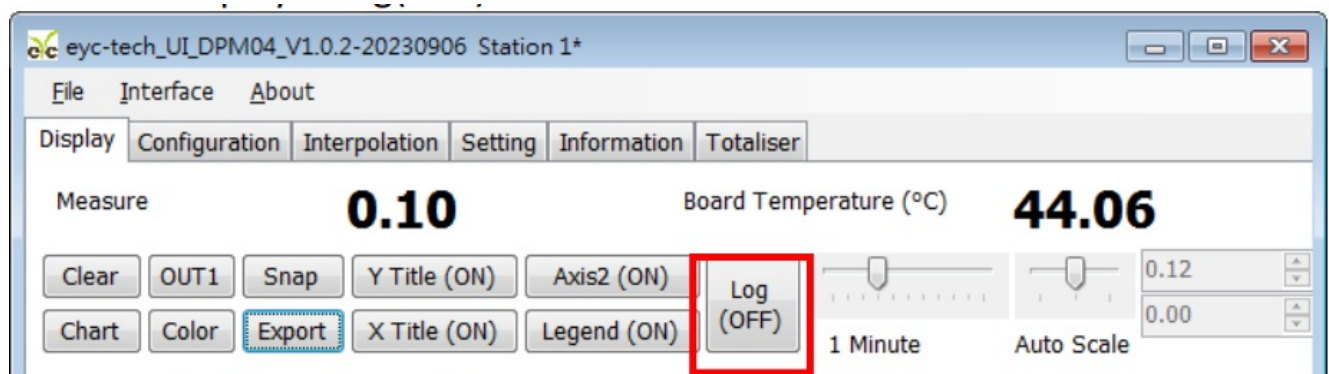 eyc-tech_UI_DPM04_V1.0.2-20230906 Station 1*
File Interface About
Display Configuration Interpolation Setting Information Totaliser
Measure 0.10 Board Temperature (°C) 44.06
Clear OUT1 Snap Y Title (ON) Axis2 (ON) Log (OFF) 0.12
Chart Color Export X Title (ON) Legend (ON) 1 Minute Auto Scale 0.00